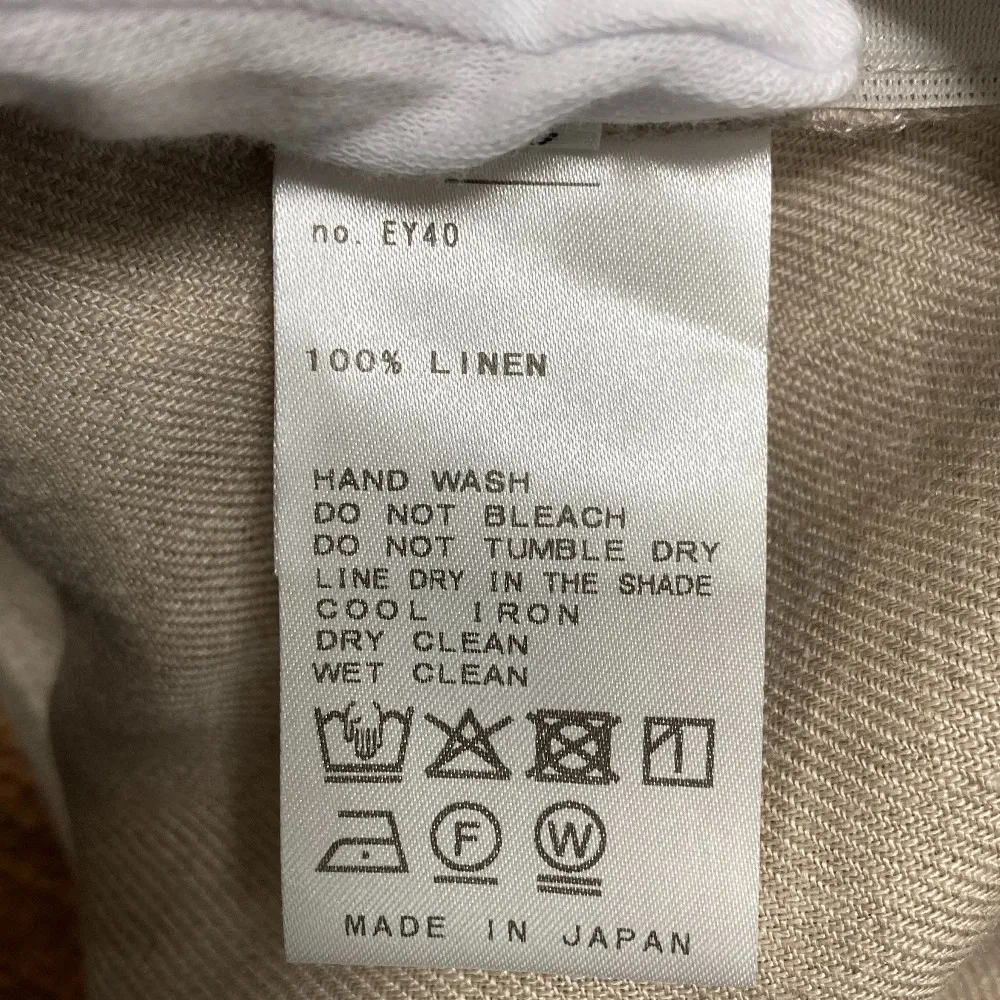 no. EY40
100% LINEN
HAND WASH
DO NOT BLEACH
DO NOT TUMBLE DRY
LINE DRY IN THE SHADE
COOL IRON
DRY CLEAN
WET CLEAN
F W
MADE IN JAPAN